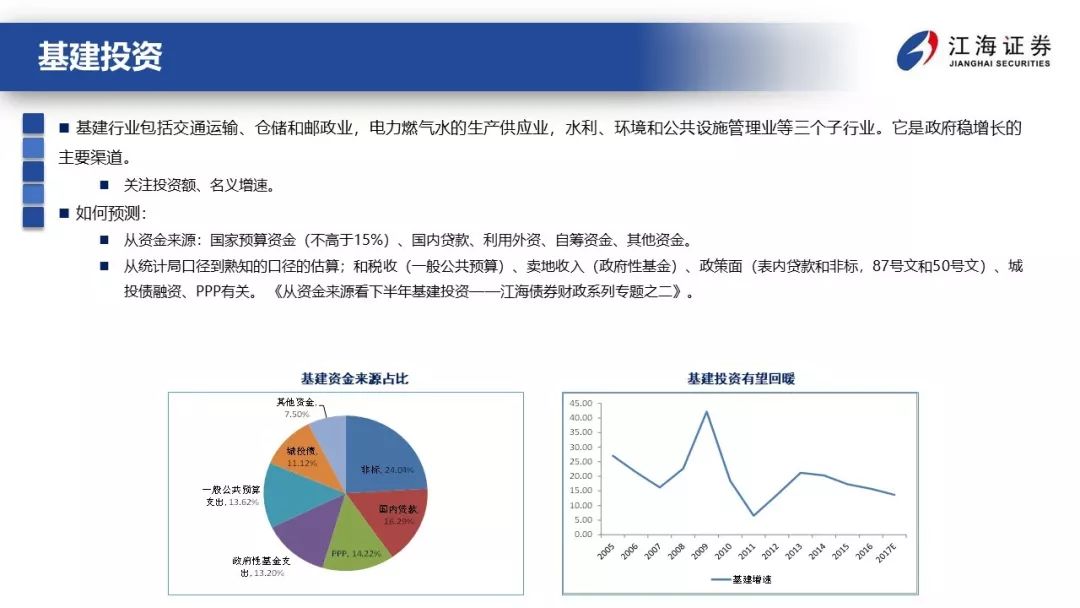 基建投资
江海证券
JIANGHAI SECURITIES
■ 基建行业包括交通运输、仓储和邮政业，电力燃气水的生产供应业，水利、环境和公共设施管理业等三个子行业。它是政府稳增长的
主要渠道。
■ 关注投资额、名义增速。
■ 如何预测：
■ 从资金来源：国家预算资金（不高于15%）、国内贷款、利用外资、自筹资金、其他资金。
■ 从统计局口径到熟知的口径的估算；和税收（一般公共预算）、卖地收入（政府性基金）、政策面（表内贷款和非标，87号文和50号文）、城
投债融资、PPP有关。《从资金来源看下半年基建投资——江海债券财政系列专题之二》。
基建资金来源占比
其他资金,
7.50%
城投债,
11.12%
非标, 24.04%
一般公共预算
支出, 13.62%
国内贷款,
16.29%
PPP, 14.22%
政府性基金支
出, 13.20%
基建投资有望回暖
45.00
40.00
35.00
30.00
25.00
20.00
15.00
10.00
5.00
0.00
2005
2006
2007
2008
2009
2010
2011
2012
2013
2014
2015
2016
2017E
基建增速